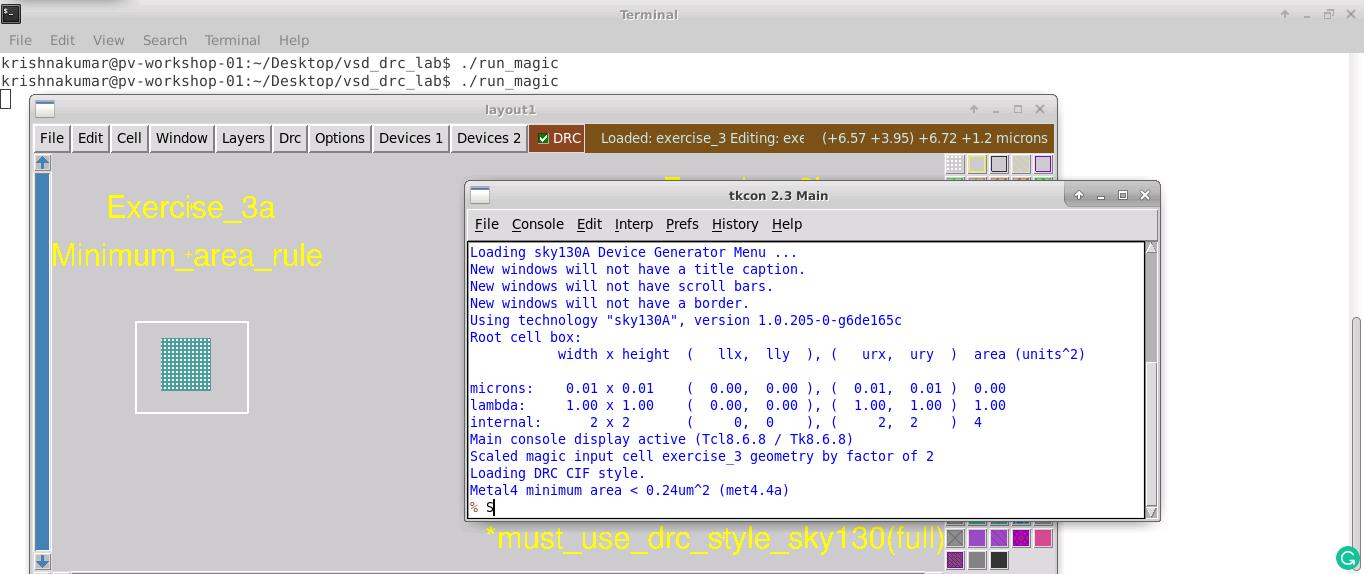 Terminal
File Edit View Search Terminal Help
krishnakumar@pv-workshop-01:~/Desktop/vsd_drc_lab$ ./run_magic
krishnakumar@pv-workshop-01:~/Desktop/vsd_drc_lab$ ./run_magic
layout1
File Edit Cell Window Layers Drc Options Devices 1 Devices 2 DRC Loaded: exercise_3 Editing: exe (+6.57 +3.95) +6.72 +1.2 microns
Exercise_3a
Minimum_area_rule
tkcon 2.3 Main
File Console Edit Interp Prefs History Help
Loading sky130A Device Generator Menu ...
New windows will not have a title caption.
New windows will not have scroll bars.
New windows will not have a border.
Using technology "sky130A", version 1.0.205-0-g6de165c
Root cell box:
width x height ( llx, lly ), ( urx, ury ) area (units^2)
microns: 0.01 x 0.01 ( 0.00, 0.00 ), ( 0.01, 0.01 ) 0.00
lambda: 1.00 x 1.00 ( 0.00, 0.00 ), ( 1.00, 1.00 ) 1.00
internal: 2 x 2 ( 0, 0 ), ( 2, 2 ) 4
Main console display active (Tcl8.6.8 / Tk8.6.8)
Scaled magic input cell exercise_3 geometry by factor of 2
Loading DRC CIF style.
Metal4 minimum area < 0.24um^2 (met4.4a)
% S
*must_use_drc_style_sky130(full)